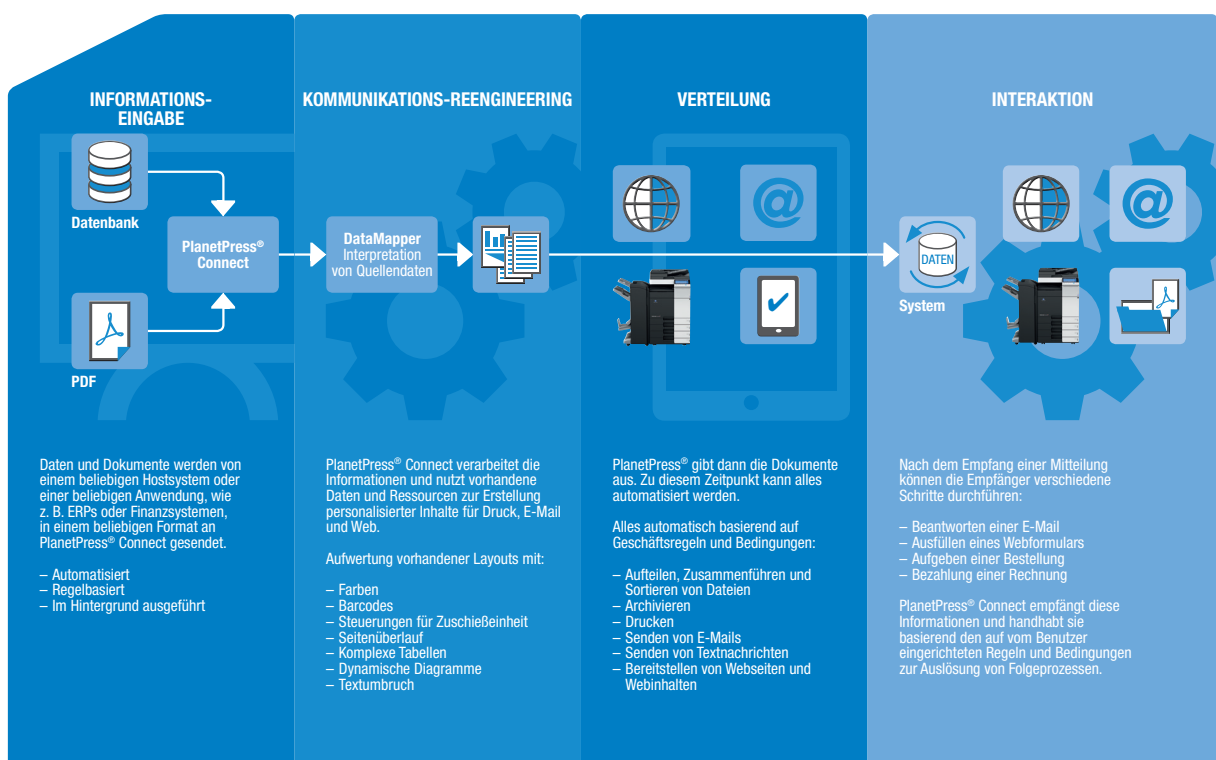 INFORMATIONS-
EINGABE
Datenbank
PlanetPress®
Connect
PDF
Daten und Dokumente werden von
einem beliebigen Hostsystem oder
einer beliebigen Anwendung, wie
z. B. ERPs oder Finanzsystemen,
in einem beliebigen Format an
PlanetPress® Connect gesendet.
– Automatisiert
– Regelbasiert
– Im Hintergrund ausgeführt
KOMMUNIKATIONS-REENGINEERING
DataMapper
Interpretation
von Quellendaten
PlanetPress® Connect verarbeitet die
Informationen und nutzt vorhandene
Daten und Ressourcen zur Erstellung
personalisierter Inhalte für Druck, E-Mail
und Web.
Aufwertung vorhandener Layouts mit:
– Farben
– Barcodes
– Steuerungen für Zuschießeinheit
– Seitenüberlauf
– Komplexe Tabellen
– Dynamische Diagramme
– Textumbruch
VERTEILUNG
@
PlanetPress® gibt dann die Dokumente
aus. Zu diesem Zeitpunkt kann alles
automatisiert werden.
Alles automatisch basierend auf
Geschäftsregeln und Bedingungen:
– Aufteilen, Zusammenführen und
Sortieren von Dateien
– Archivieren
– Drucken
– Senden von E-Mails
– Senden von Textnachrichten
– Bereitstellen von Webseiten und
Webinhalten
INTERAKTION
@
DATEN
System
Nach dem Empfang einer Mitteilung
können die Empfänger verschiedene
Schritte durchführen:
– Beantworten einer E-Mail
– Ausfüllen eines Webformulars
– Aufgeben einer Bestellung
– Bezahlung einer Rechnung
PlanetPress® Connect empfängt diese
Informationen und handhabt sie
basierend den auf vom Benutzer
eingerichteten Regeln und Bedingungen
zur Auslösung von Folgeprozessen.